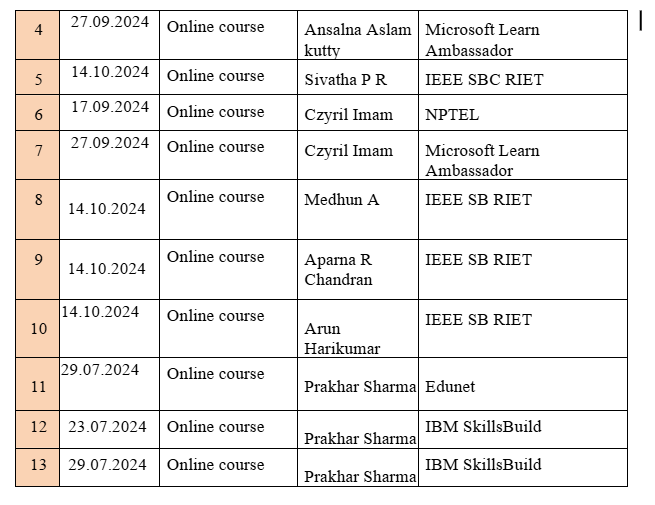 4 27.09.2024 Online course Ansalna Aslam Microsoft Learn
kutty Ambassador
5 14.10.2024 Online course Sivatha P R IEEE SBC RIET
6 17.09.2024 Online course Czyril Imam NPTEL
7 27.09.2024 Online course Czyril Imam Microsoft Learn
Ambassador
8 14.10.2024 Online course Medhun A IEEE SB RIET
9 14.10.2024 Online course Aparna R IEEE SB RIET
Chandran
10 14.10.2024 Online course Arun IEEE SB RIET
Harikumar
11 29.07.2024 Online course Prakhar Sharma Edunet
12 23.07.2024 Online course Prakhar Sharma IBM SkillsBuild
13 29.07.2024 Online course Prakhar Sharma IBM SkillsBuild